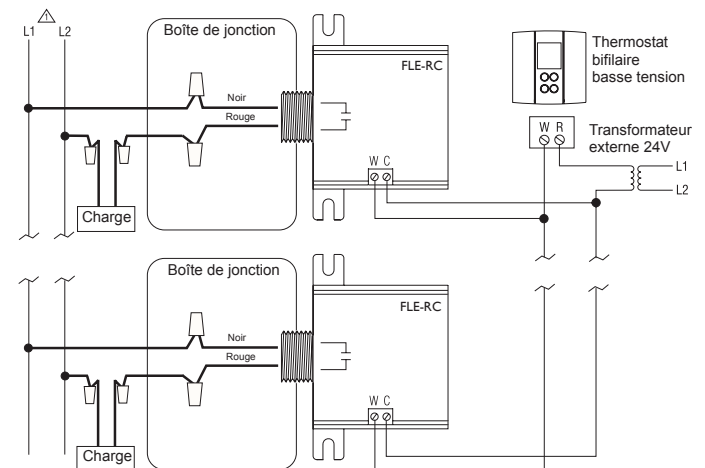 L1
L2
Boîte de jonction
FLE-RC
Noir
Rouge
W C
Charge
Thermostat
bifilaire
basse tension
W R
Transformateur
externe 24V
L1
L2
Boîte de jonction
FLE-RC
Noir
Rouge
W C
Charge